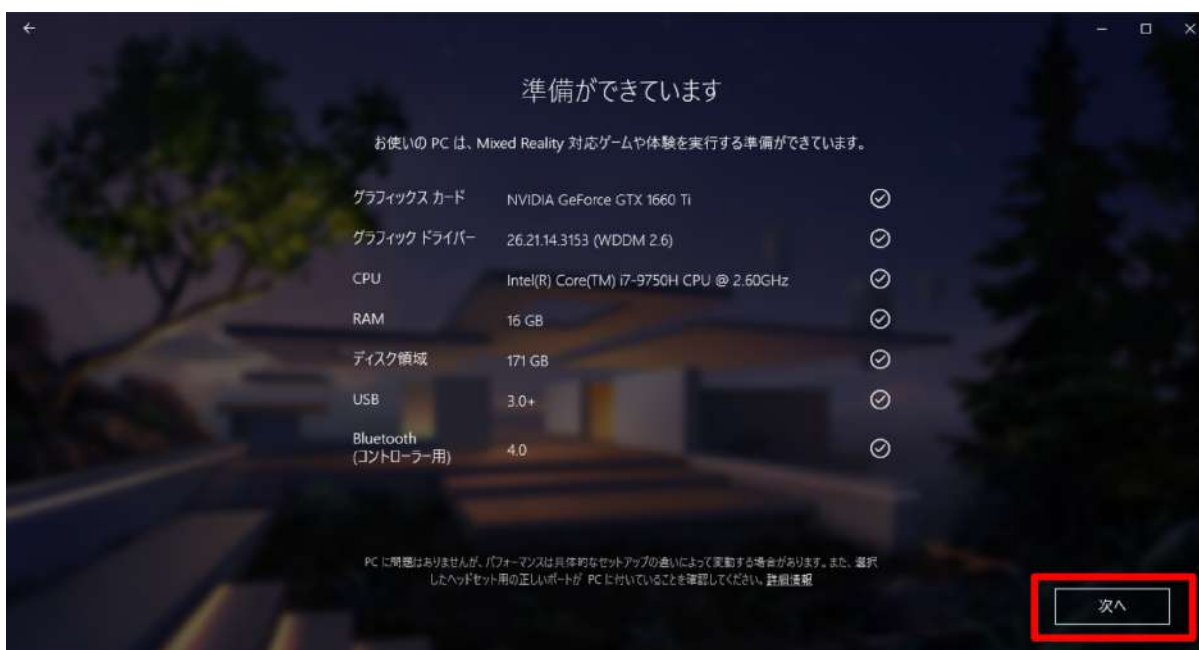 準備ができています
お使いの PC は、Mixed Reality 対応ゲームや体験を実行する準備ができています。
グラフィックス カード NVIDIA GeForce GTX 1660 Ti
グラフィック ドライバー 26.21.14.3153 (WDDM 2.6)
CPU Intel(R) Core(TM) i7-9750H CPU @ 2.60GHz
RAM 16 GB
ディスク領域 171 GB
USB 3.0+
Bluetooth
(コントローラー用) 4.0
PC に問題はありませんが、パフォーマンスは具体的なセットアップの違いによって変動する場合があります。また、選択
したヘッドセット用の正しいポートが PC に付いていることを確認してください。詳細情報
次へ